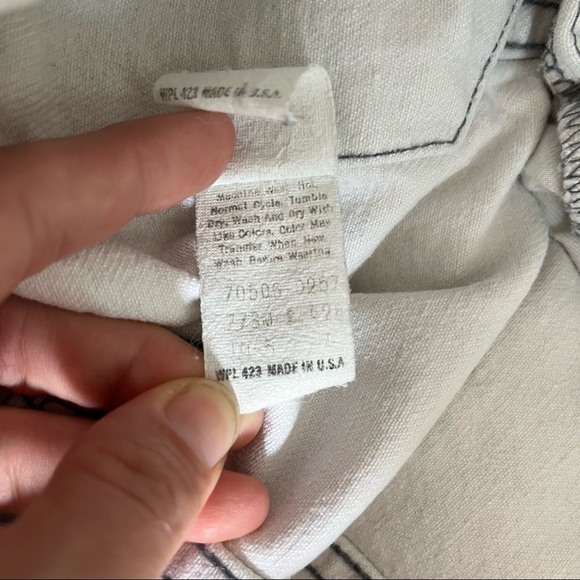 WPL 423 MADE IN U.S.A.
Machine Wash Hot,
Normal Cycle, Tumble
Dry. Wash And Dry With
Like Colors. Color May
Transfer When New.
Wash Before Wearing.
70506-
WPL 423 MADE IN U.S.A